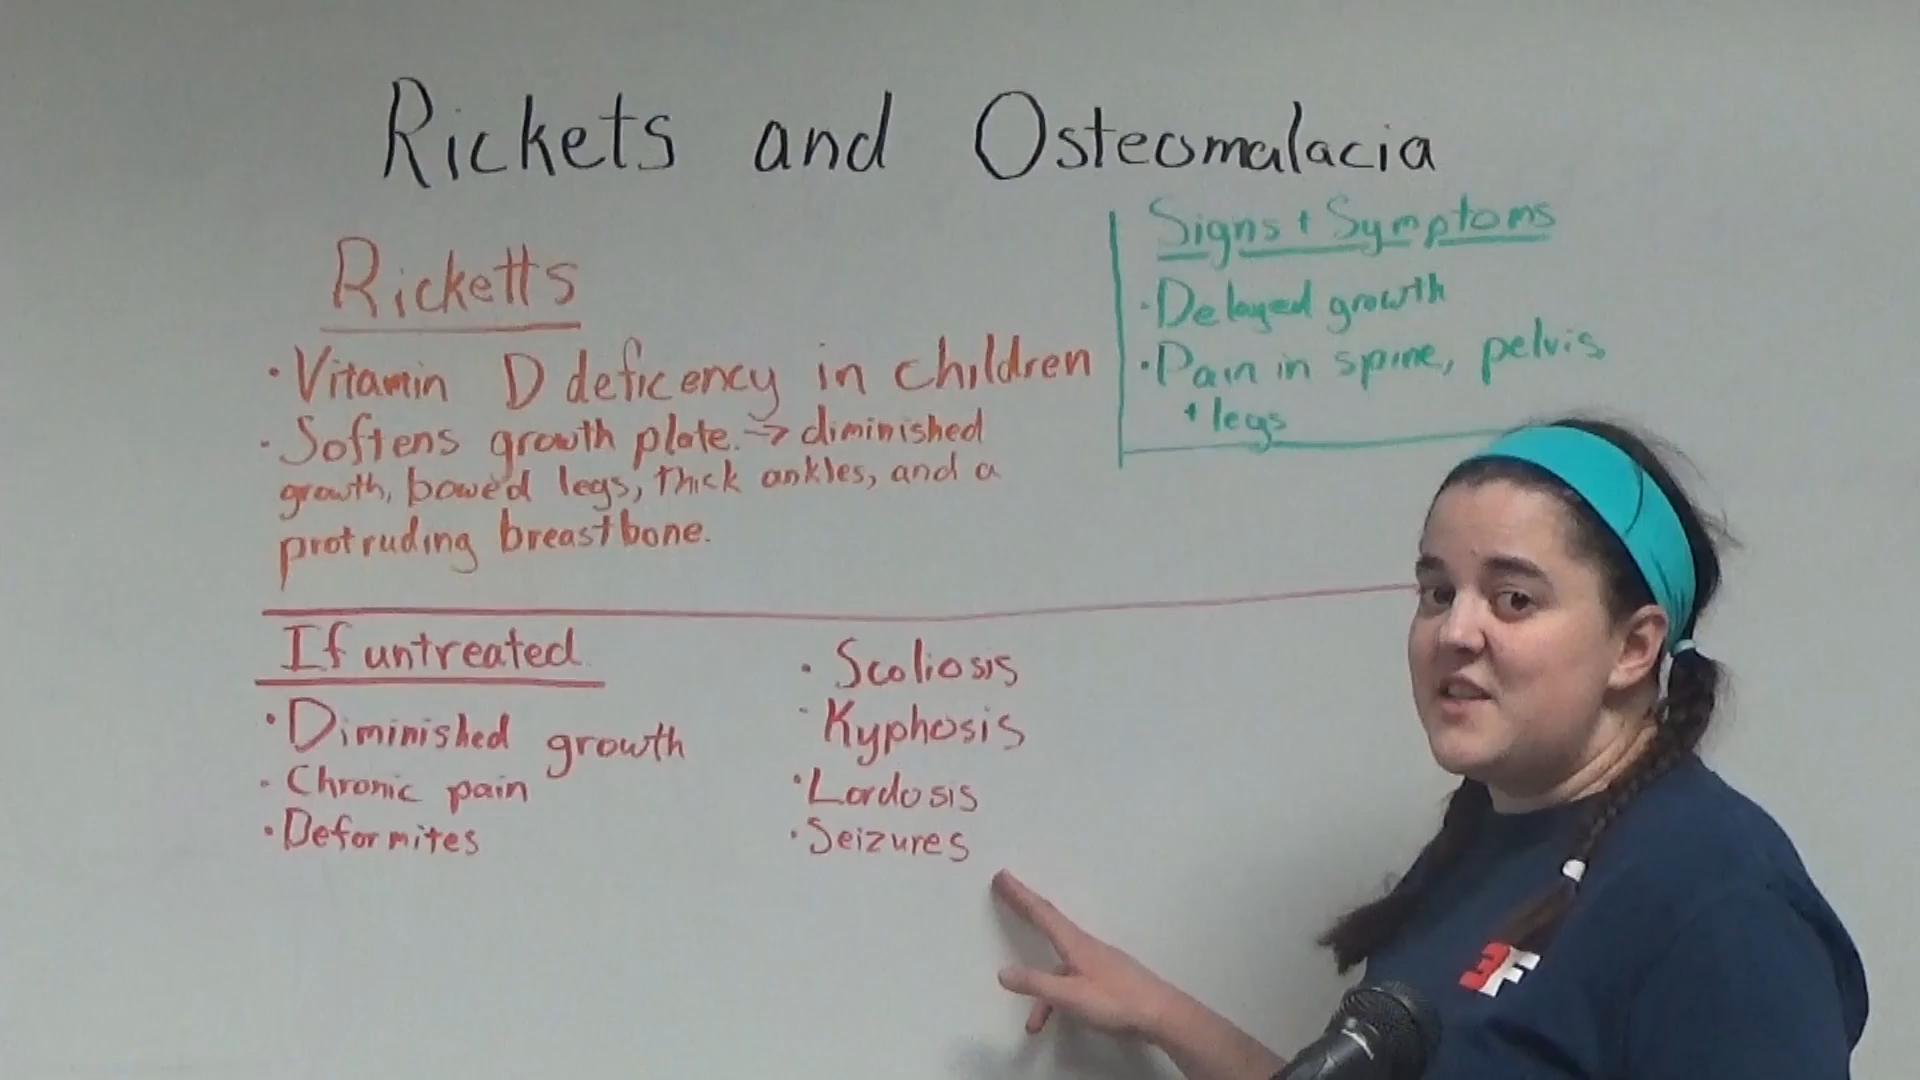 Rickets and Osteomalacia
Ricketts
• Vitamin D deficency in children
• Softens growth plate. → diminished
growth, bowed legs, thick ankles, and a
protruding breastbone.
Signs + Symptoms
• Delayed growth
• Pain in spine, pelvis,
+ legs
If untreated
• Diminished growth
• Chronic pain
• Deformites
• Scoliosis
• Kyphosis
• Lordosis
• Seizures
3F